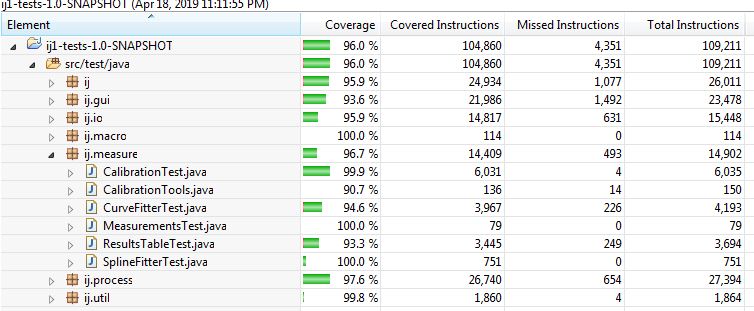 ij1-tests-1.0-SNAPSHOT (Apr 18, 2019 11:11:55 PM)
Element Coverage Covered Instructions Missed Instructions Total Instructions
ij1-tests-1.0-SNAPSHOT 96.0 % 104,860 4,351 109,211
src/test/java 96.0 % 104,860 4,351 109,211
ij 95.9 % 24,934 1,077 26,011
ij.gui 93.6 % 21,986 1,492 23,478
ij.io 95.9 % 14,817 631 15,448
ij.macro 100.0 % 114 0 114
ij.measure 96.7 % 14,409 493 14,902
CalibrationTest.java 99.9 % 6,031 4 6,035
CalibrationTools.java 90.7 % 136 14 150
CurveFitterTest.java 94.6 % 3,967 226 4,193
MeasurementsTest.java 100.0 % 79 0 79
ResultsTableTest.java 93.3 % 3,445 249 3,694
SplineFitterTest.java 100.0 % 751 0 751
ij.process 97.6 % 26,740 654 27,394
ij.util 99.8 % 1,860 4 1,864